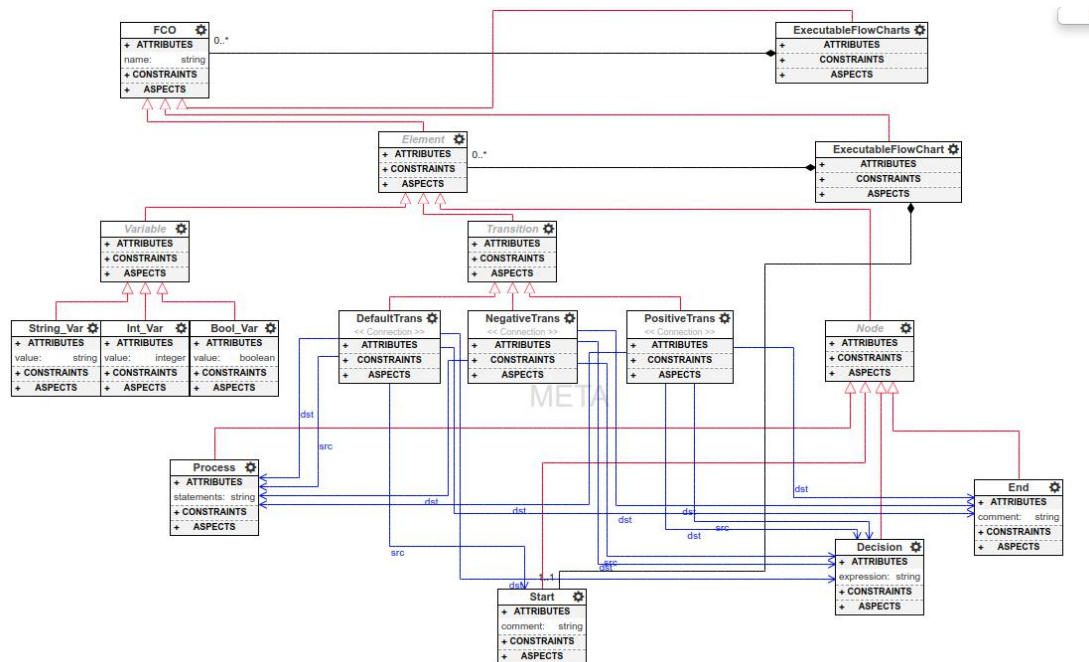 FCO
+ ATTRIBUTES
name: string
+ CONSTRAINTS
+ ASPECTS
0..*
ExecutableFlowCharts
+ ATTRIBUTES
+ CONSTRAINTS
+ ASPECTS
Element
+ ATTRIBUTES
+ CONSTRAINTS
+ ASPECTS
0..*
ExecutableFlowChart
+ ATTRIBUTES
+ CONSTRAINTS
+ ASPECTS
Variable
+ ATTRIBUTES
+ CONSTRAINTS
+ ASPECTS
Transition
+ ATTRIBUTES
+ CONSTRAINTS
+ ASPECTS
String_Var
+ ATTRIBUTES
value: string
+ CONSTRAINTS
+ ASPECTS
Int_Var
+ ATTRIBUTES
value: integer
+ CONSTRAINTS
+ ASPECTS
Bool_Var
+ ATTRIBUTES
value: boolean
+ CONSTRAINTS
+ ASPECTS
DefaultTrans
<< Connection >>
+ ATTRIBUTES
+ CONSTRAINTS
+ ASPECTS
NegativeTrans
<< Connection >>
+ ATTRIBUTES
+ CONSTRAINTS
+ ASPECTS
PositiveTrans
<< Connection >>
+ ATTRIBUTES
+ CONSTRAINTS
+ ASPECTS
Node
+ ATTRIBUTES
+ CONSTRAINTS
+ ASPECTS
META
dst
src
Process
+ ATTRIBUTES
statements: string
+ CONSTRAINTS
+ ASPECTS
dst
dst
dst
dst
dst
src
dst
src
src
dst
dst
1..1
End
+ ATTRIBUTES
comment: string
+ CONSTRAINTS
+ ASPECTS
Decision
+ ATTRIBUTES
expression: string
+ CONSTRAINTS
+ ASPECTS
Start
+ ATTRIBUTES
comment: string
+ CONSTRAINTS
+ ASPECTS